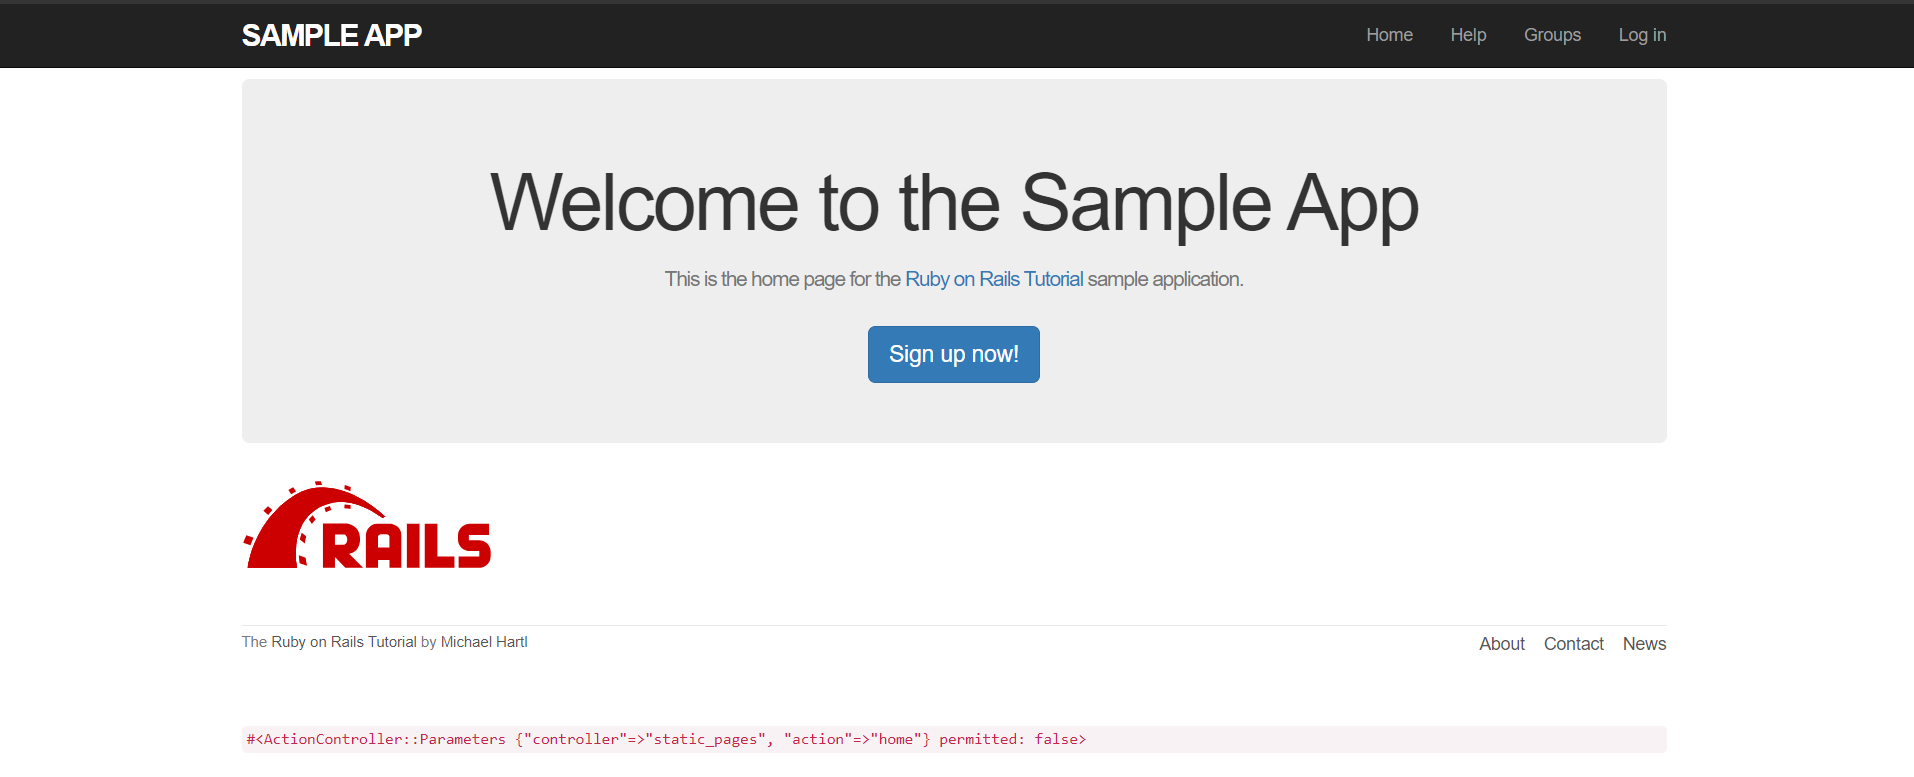 SAMPLE APP Home Help Groups Log in
Welcome to the Sample App
This is the home page for the Ruby on Rails Tutorial sample application.
Sign up now!
RAILS
The Ruby on Rails Tutorial by Michael Hartl About Contact News
#<ActionController::Parameters {"controller"=>"static_pages", "action"=>"home"} permitted: false>